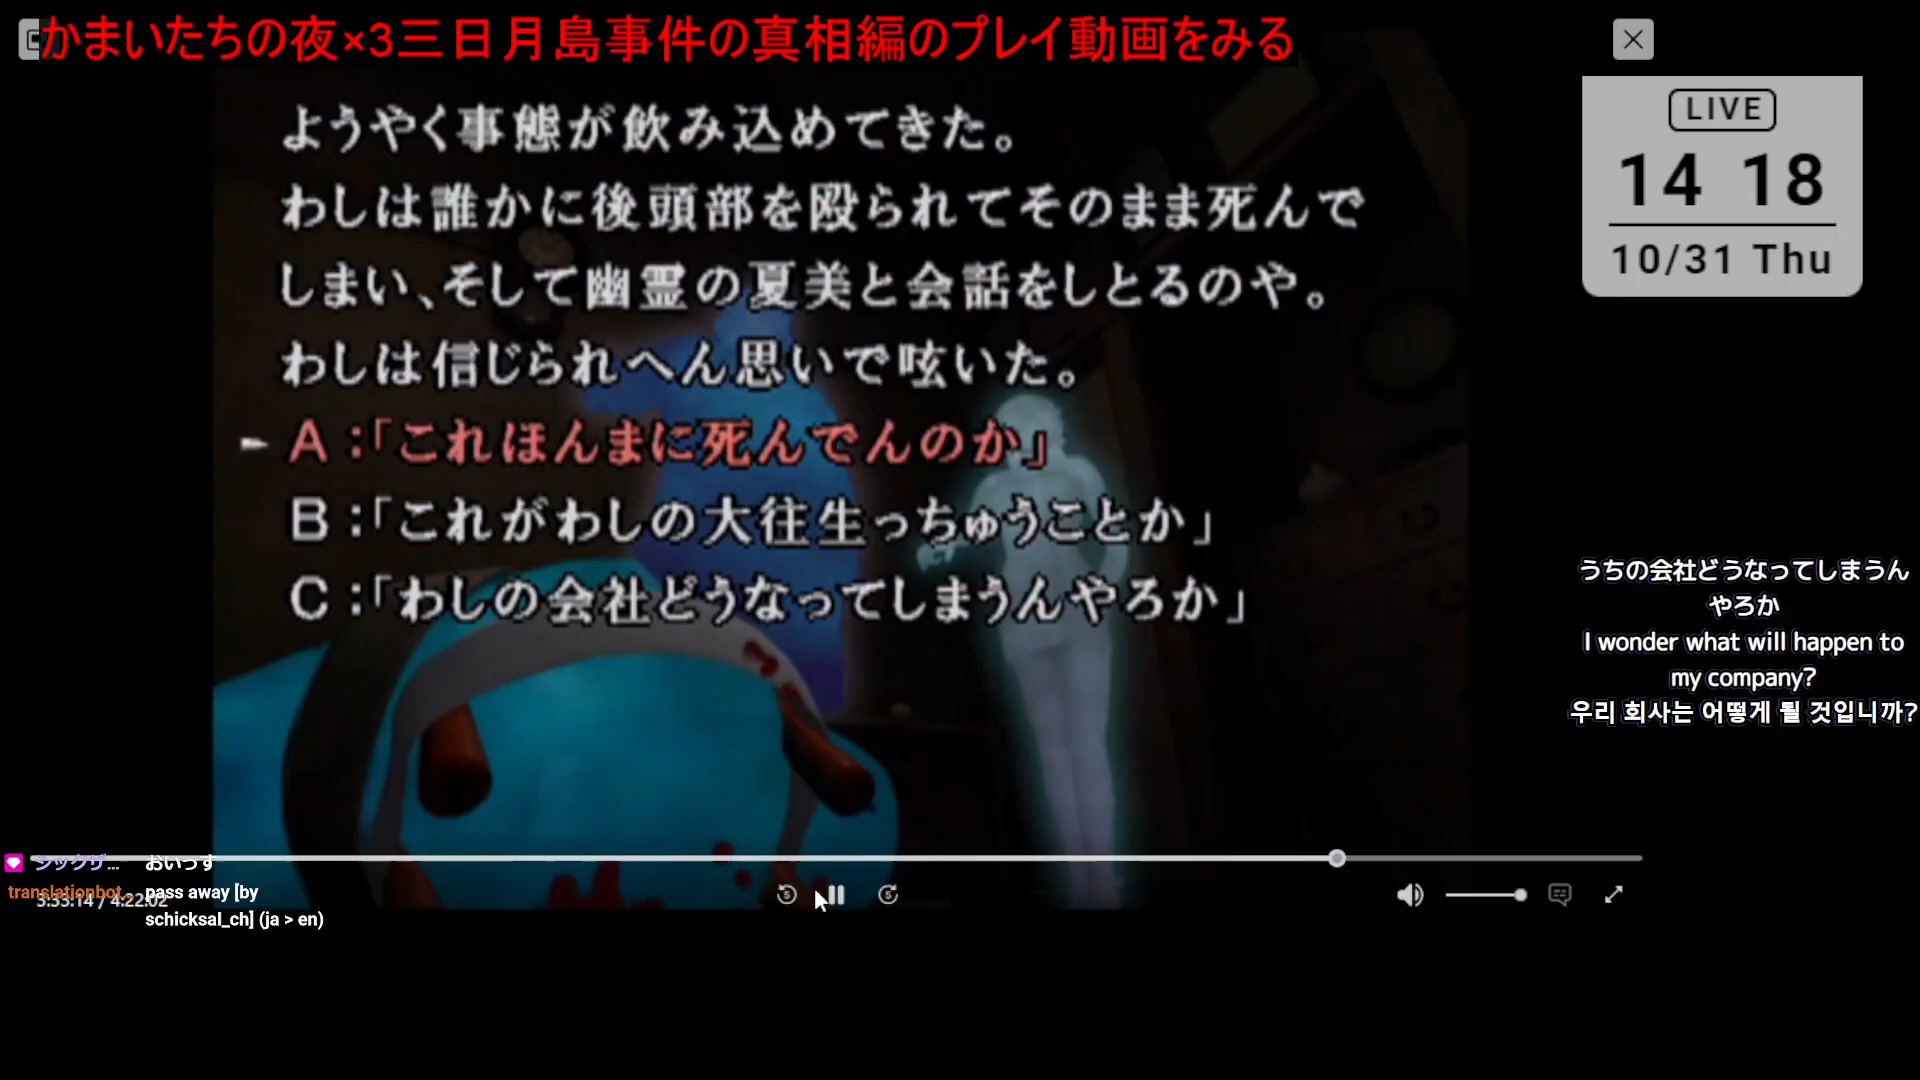 かまいたちの夜×3三日月島事件の真相編のプレイ動画をみる
LIVE
14 18
10/31 Thu
ようやく事態が飲み込めてきた。
わしは誰かに後頭部を殴られてそのまま死んで
しまい、そして幽霊の夏美と会話をしとるのや。
わしは信じられへん思いで呟いた。
A:「これほんまに死んでんのか」
B:「これがわしの大往生っちゅうことか」
C:「わしの会社どうなってしまうんやろか」
うちの会社どうなってしまうん
やろか
I wonder what will happen to
my company?
우리 회사는 어떻게 될 것입니까?
シックザ... おいっす
translationbot... pass away [by
schicksal_ch] (ja > en)
3:33:14 / 4:22:02
5
5